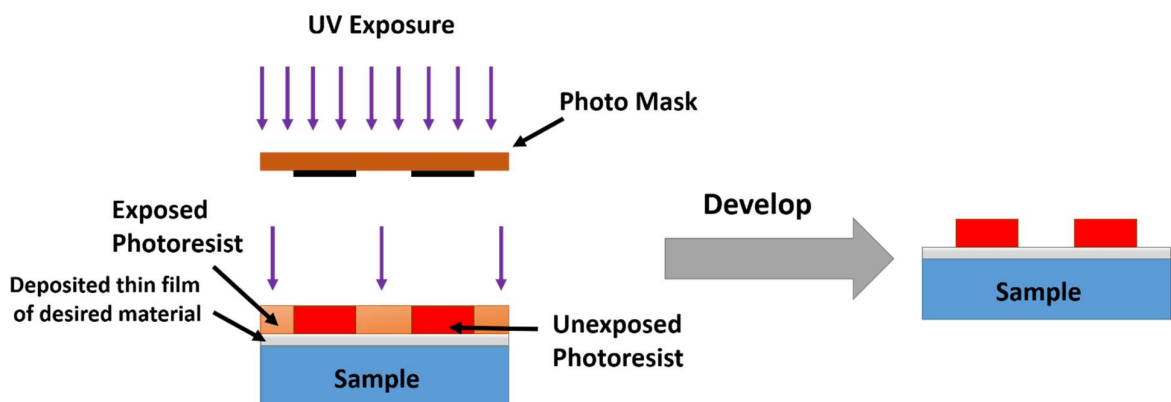 UV Exposure
Photo Mask
Exposed
Photoresist
Deposited thin film
of desired material
Unexposed
Photoresist
Sample
Develop
Sample